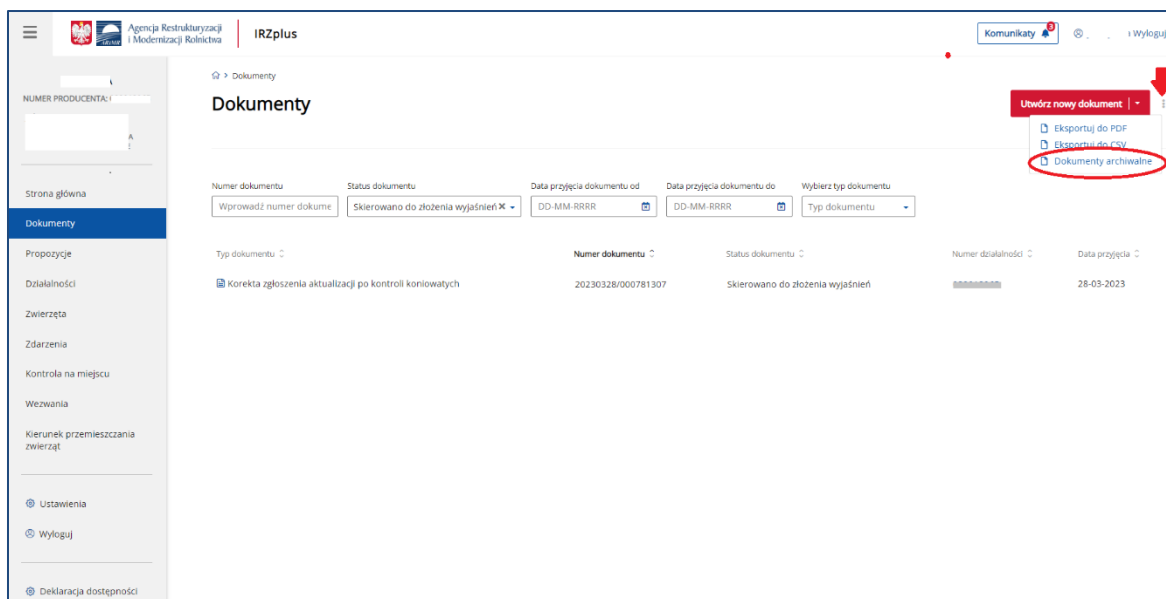 Agencja Restrukturyzacji
i Modernizacji Rolnictwa
IRZplus
Komunikaty 3
Wyloguj
NUMER PRODUCENTA:
Strona główna
Dokumenty
Propozycje
Działalności
Zwierzęta
Zdarzenia
Kontrola na miejscu
Wezwania
Kierunek przemieszczania
zwierząt
Ustawienia
Wyloguj
Deklaracja dostępności
> Dokumenty
Dokumenty
Utwórz nowy dokument
Eksportuj do PDF
Eksportuj do CSV
Dokumenty archiwalne
Numer dokumentu Status dokumentu Data przyjęcia dokumentu od Data przyjęcia dokumentu do Wybierz typ dokumentu
Wprowadź numer dokume Skierowano do złożenia wyjaśnień DD-MM-RRRR DD-MM-RRRR Typ dokumentu
Typ dokumentu Numer dokumentu Status dokumentu Numer działalności Data przyjęcia
Korekta zgłoszenia aktualizacji po kontroli koniowatych 20230328/000781307 Skierowano do złożenia wyjaśnień 28-03-2023